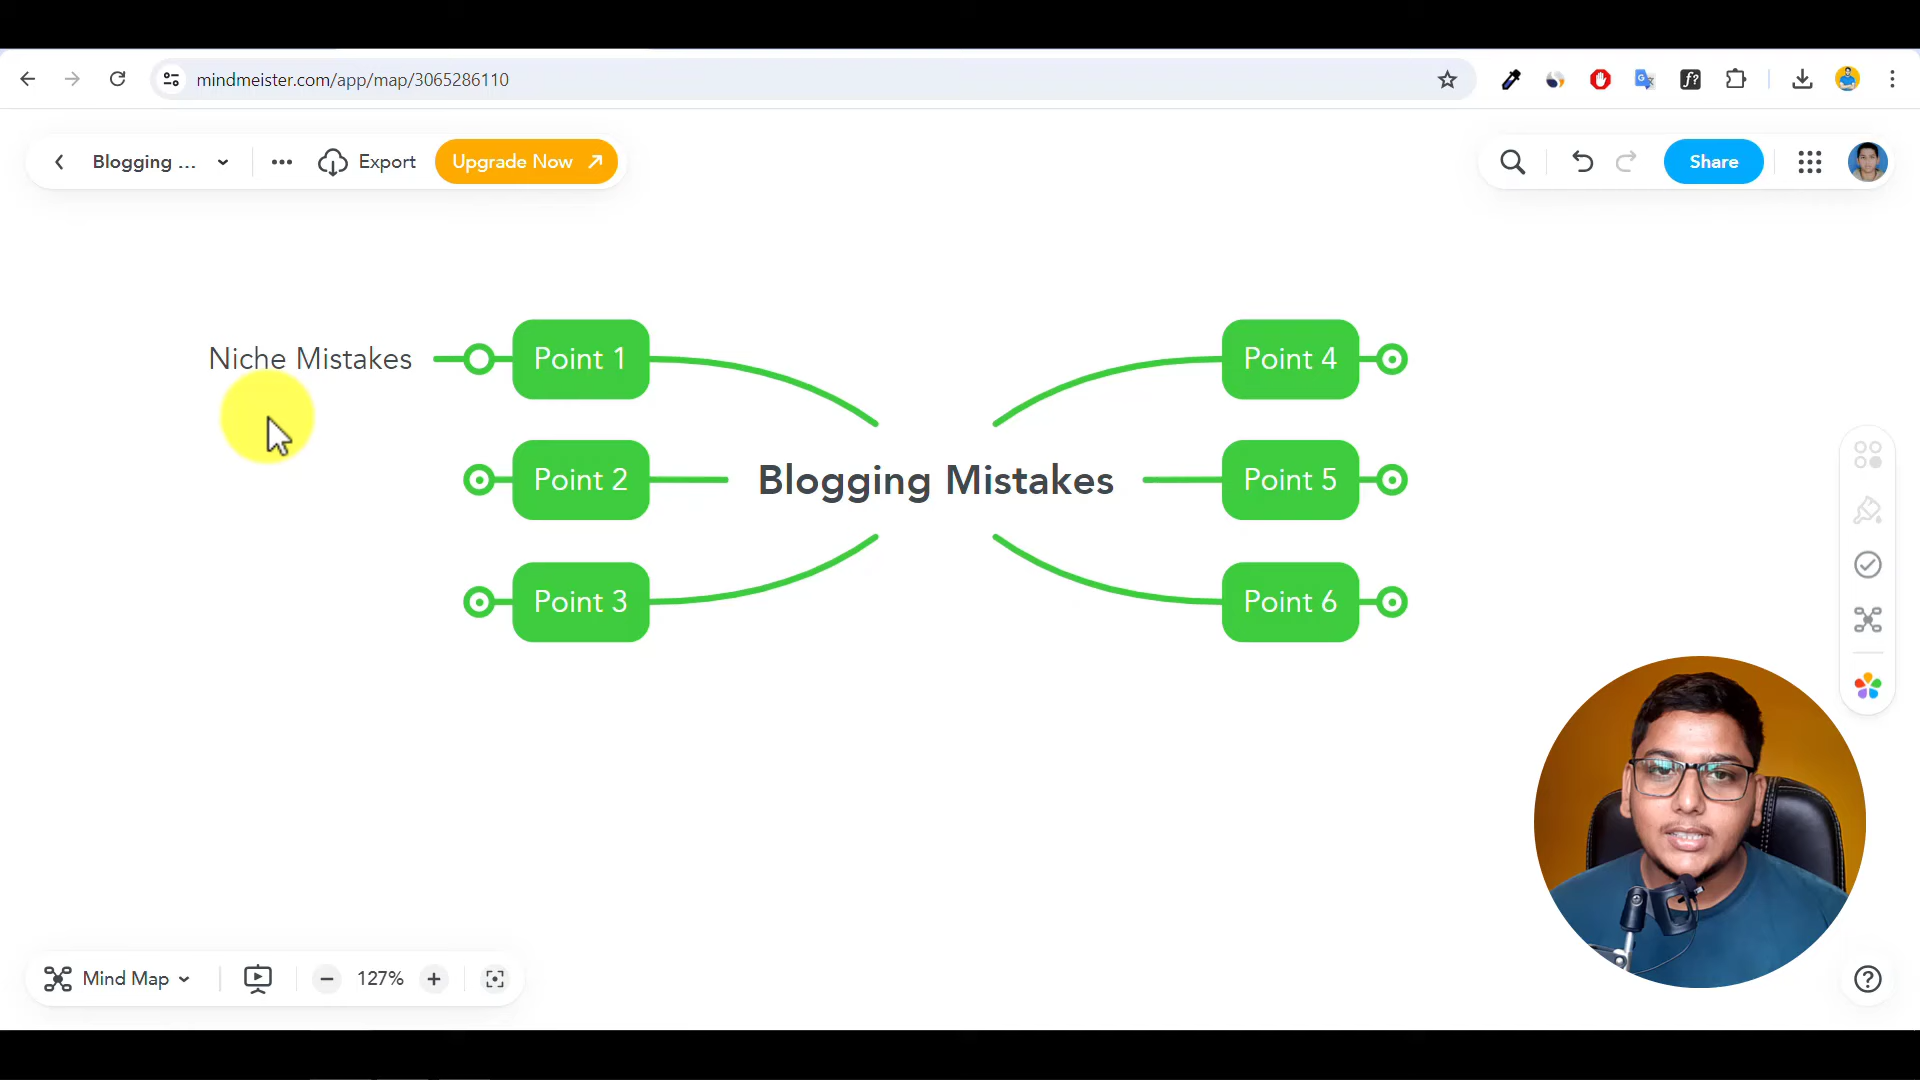 mindmeister.com/app/map/3065286110
Blogging ...
Export
Upgrade Now
Share
Niche Mistakes
Point 1
Point 4
Point 2
Blogging Mistakes
Point 5
Point 3
Point 6
Mind Map
127%